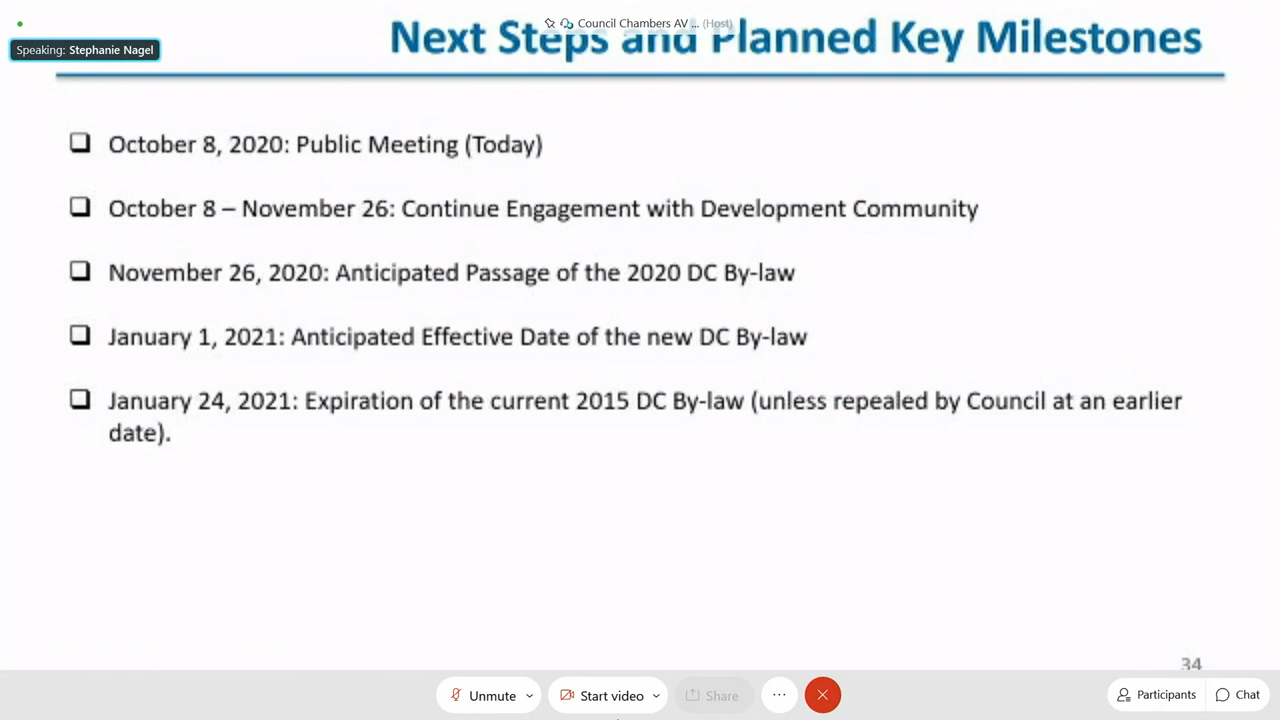 Council Chambers AV ... (Host)
Next Steps and Planned Key Milestones
Speaking: Stephanie Nagel
❑ October 8, 2020: Public Meeting (Today)
❑ October 8 – November 26: Continue Engagement with Development Community
❑ November 26, 2020: Anticipated Passage of the 2020 DC By-law
❑ January 1, 2021: Anticipated Effective Date of the new DC By-law
❑ January 24, 2021: Expiration of the current 2015 DC By-law (unless repealed by Council at an earlier
date).
34
Unmute Start video Share ... Participants Chat